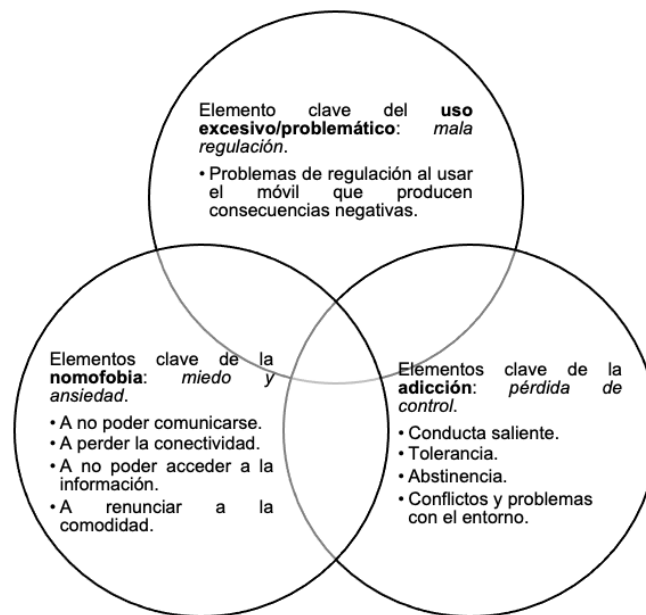 Elemento clave del uso
excesivo/problemático: mala
regulación.
• Problemas de regulación al usar
el móvil que producen
consecuencias negativas.
Elementos clave de la
nomofobia: miedo y
ansiedad.
• A no poder comunicarse.
• A perder la conectividad.
• A no poder acceder a la
información.
• A renunciar a la
comodidad.
Elementos clave de la
adicción: pérdida de
control.
• Conducta saliente.
• Tolerancia.
• Abstinencia.
• Conflictos y problemas
con el entorno.